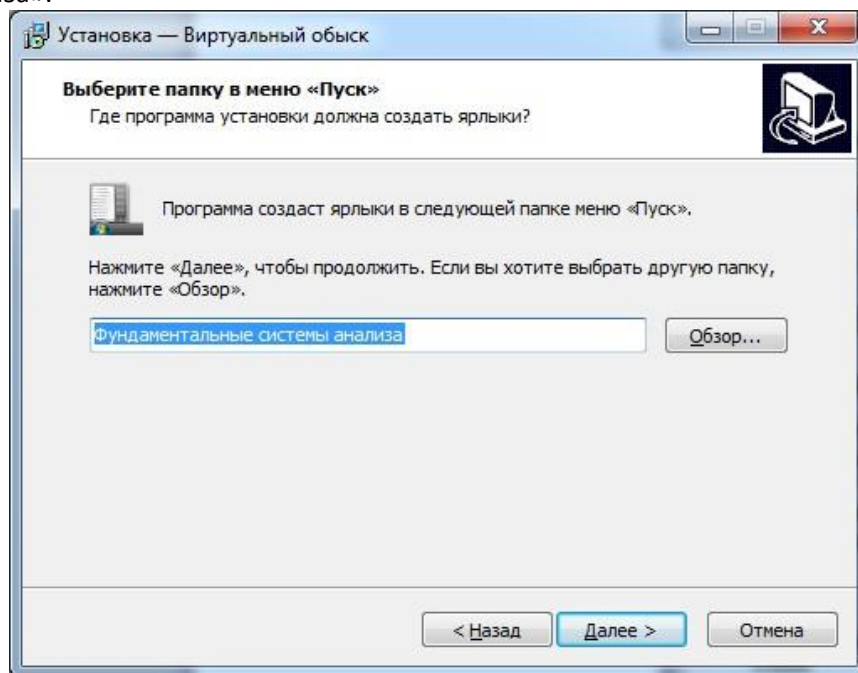 Установка — Виртуальный обыск
Выберите папку в меню «Пуск»
Где программа установки должна создать ярлыки?
Программа создаст ярлыки в следующей папке меню «Пуск».
Нажмите «Далее», чтобы продолжить. Если вы хотите выбрать другую папку,
нажмите «Обзор».
Фундаментальные системы анализа
Обзор...
< Назад
Далее >
Отмена